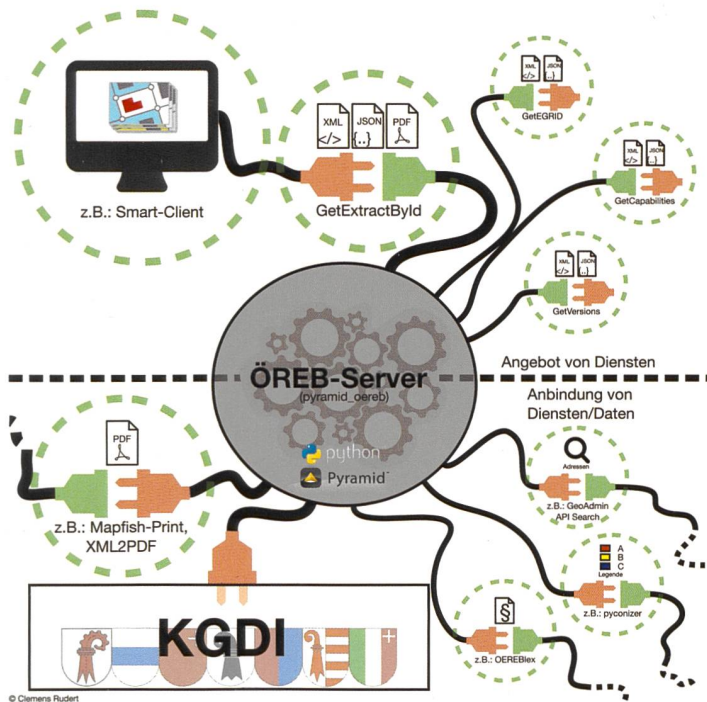 XML
</>
JSON
{..}
PDF
GetExtractById
z.B.: Smart-Client
XML
</>
JSON
{..}
GetEGRID
XML
</>
JSON
{..}
GetCapabilities
XML
</>
JSON
{..}
GetVersions
Angebot von Diensten
ÖREB-Server
(pyramid_oereb)
python
Pyramid
Anbindung von
Diensten/Daten
PDF
z.B.: Mapfish-Print,
XML2PDF
Adressen
z.B.: GeoAdmin
API Search
A
B
C
Legende
z.B.: pyconizer
§
z.B.: OEREBlex
KGDI
© Clemens Rudert